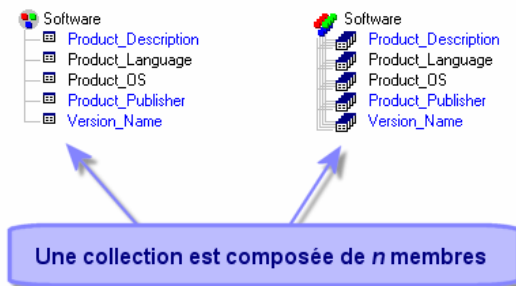 Software
Product_Description
Product_Language
Product_OS
Product_Publisher
Version_Name
Software
Product_Description
Product_Language
Product_OS
Product_Publisher
Version_Name
Une collection est composée de n membres